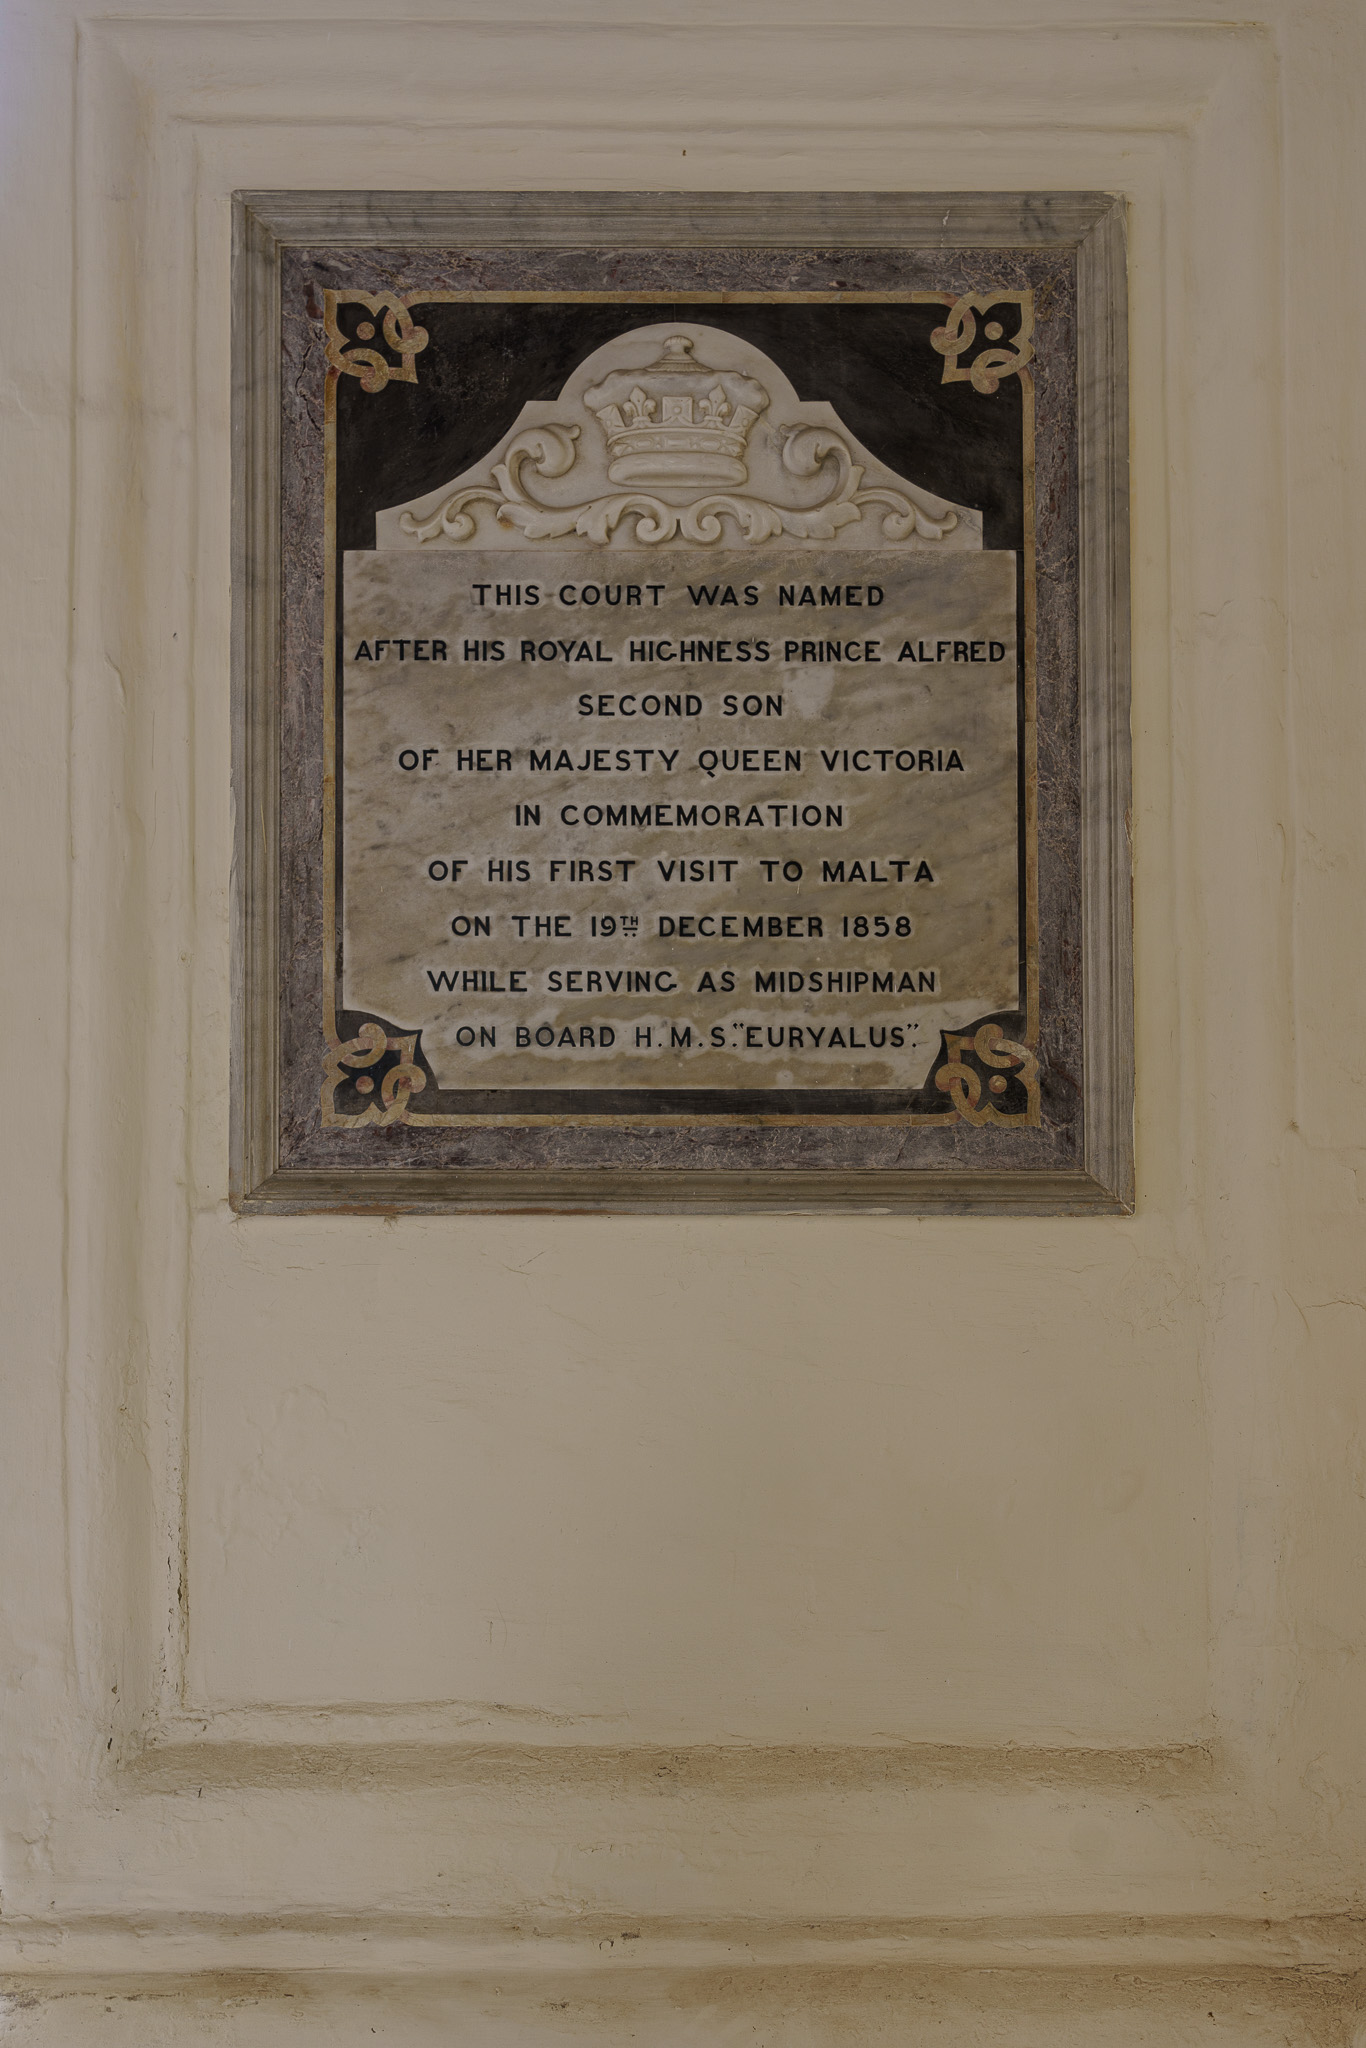 THIS COURT WAS NAMED
AFTER HIS ROYAL HIGHNESS PRINCE ALFRED
SECOND SON
OF HER MAJESTY QUEEN VICTORIA
IN COMMEMORATION
OF HIS FIRST VISIT TO MALTA
ON THE 19TH DECEMBER 1858
WHILE SERVING AS MIDSHIPMAN
ON BOARD H.M.S."EURYALUS".